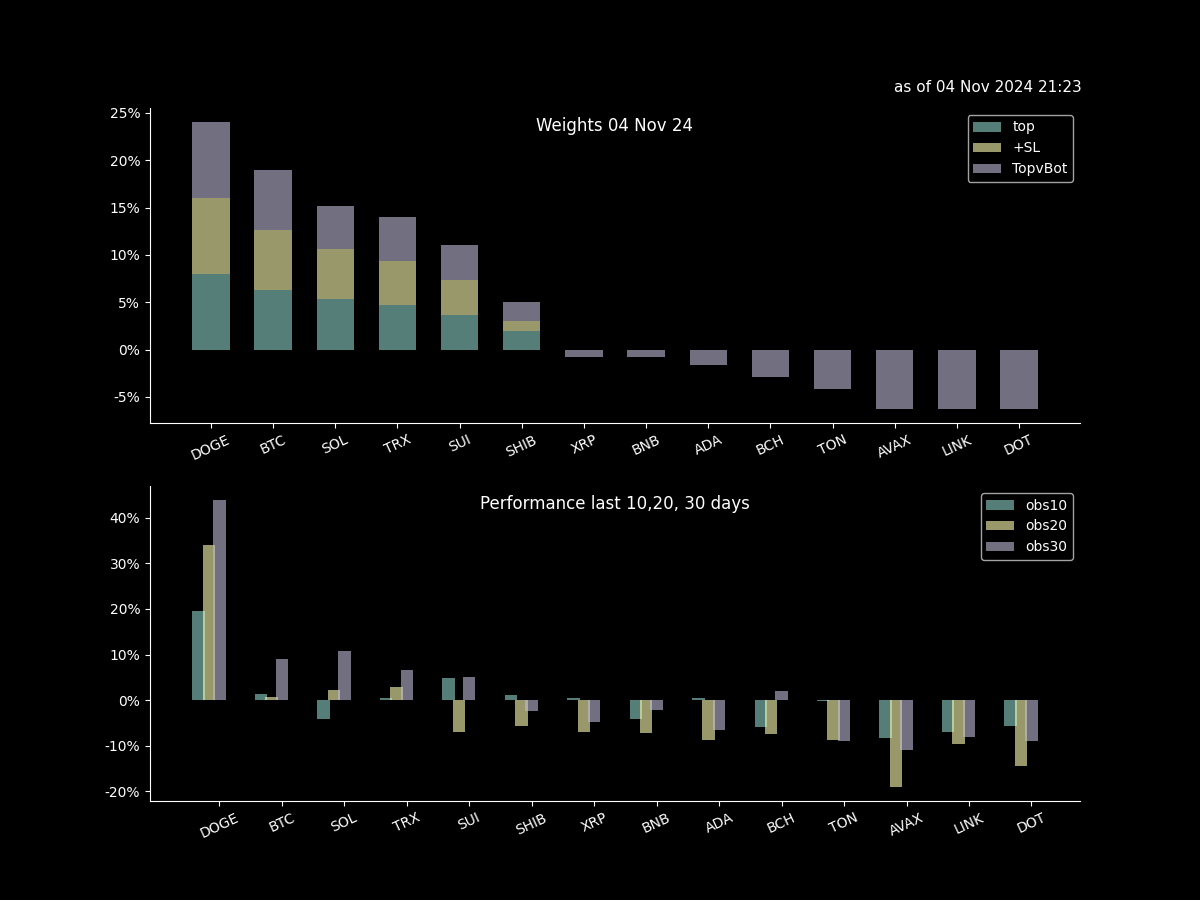 as of 04 Nov 2024 21:23
Weights 04 Nov 24
top
+SL
TopvBot
25%
20%
15%
10%
5%
0%
-5%
DOGE BTC SOL TRX SUI SHIB XRP BNB ADA BCH TON AVAX LINK DOT
Performance last 10,20, 30 days
obs10
obs20
obs30
40%
30%
20%
10%
0%
-10%
-20%
DOGE BTC SOL TRX SUI SHIB XRP BNB ADA BCH TON AVAX LINK DOT